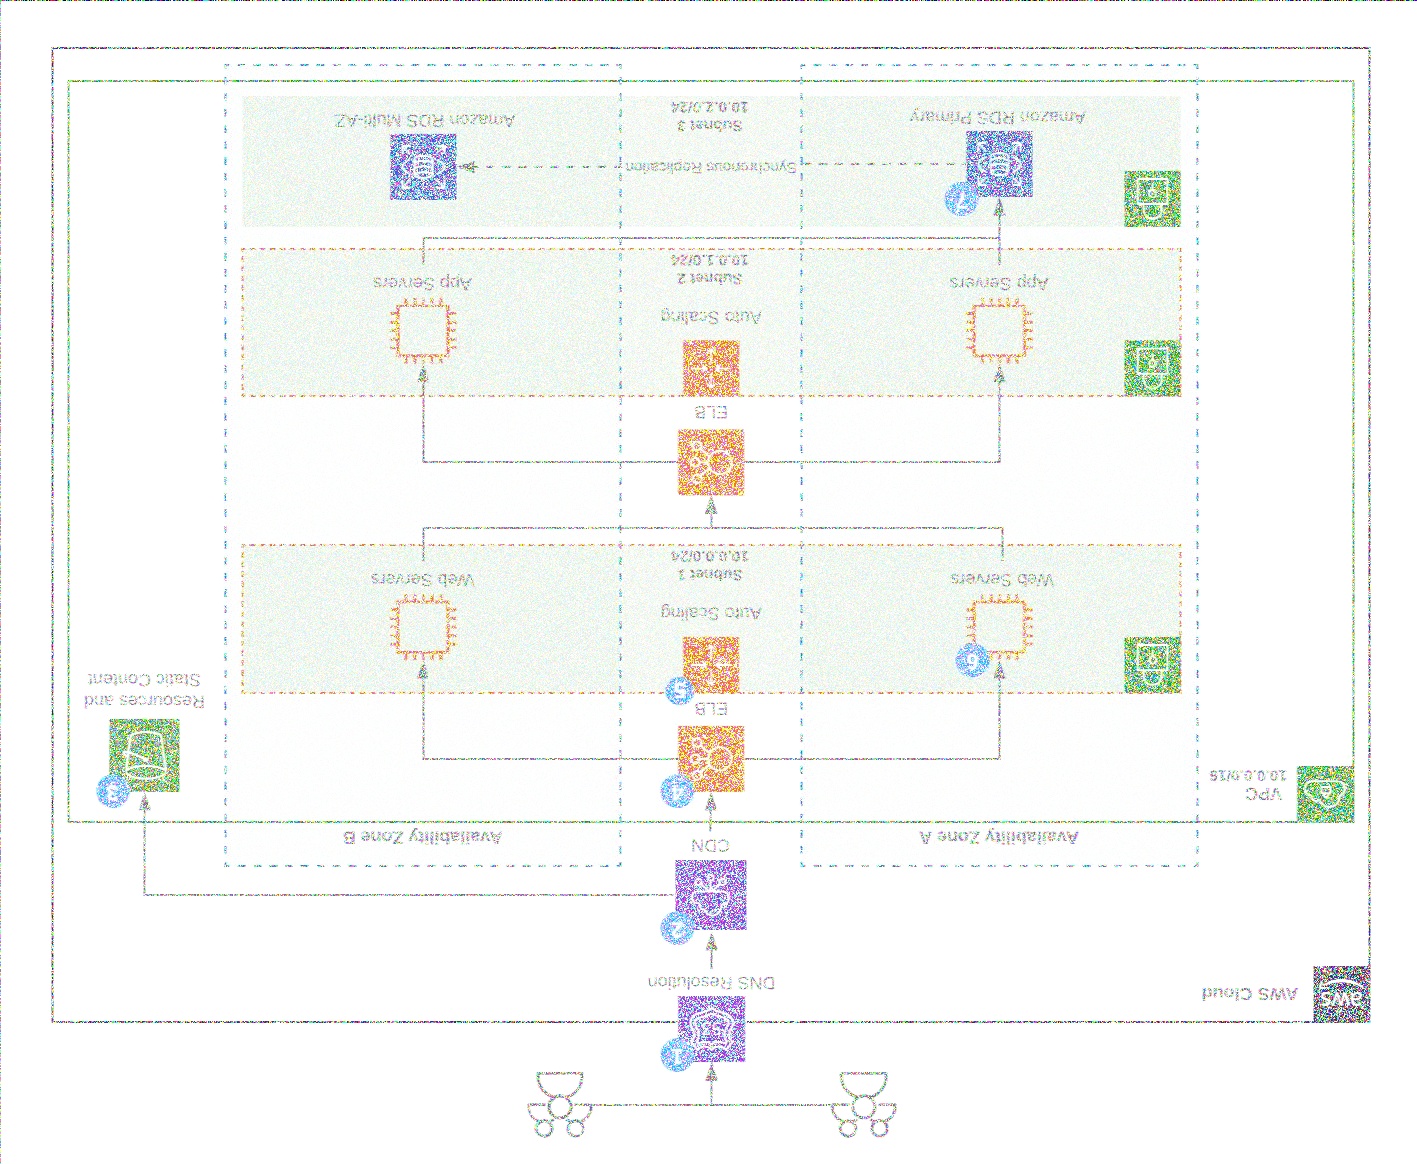 1
aws
AWS Cloud
DNS Resolution
2
CDN
Availability Zone A
Availability Zone B
VPC
10.0.0.0/16
4
3
ELB
Resources and
Static Content
5
6
Web Servers
Auto Scaling
Web Servers
Subnet 1
10.0.0.0/24
ELB
App Servers
Auto Scaling
App Servers
Subnet 2
10.0.1.0/24
7
Synchronous Replication
Amazon RDS Primary
Subnet 3
10.0.2.0/24
Amazon RDS Multi-AZ